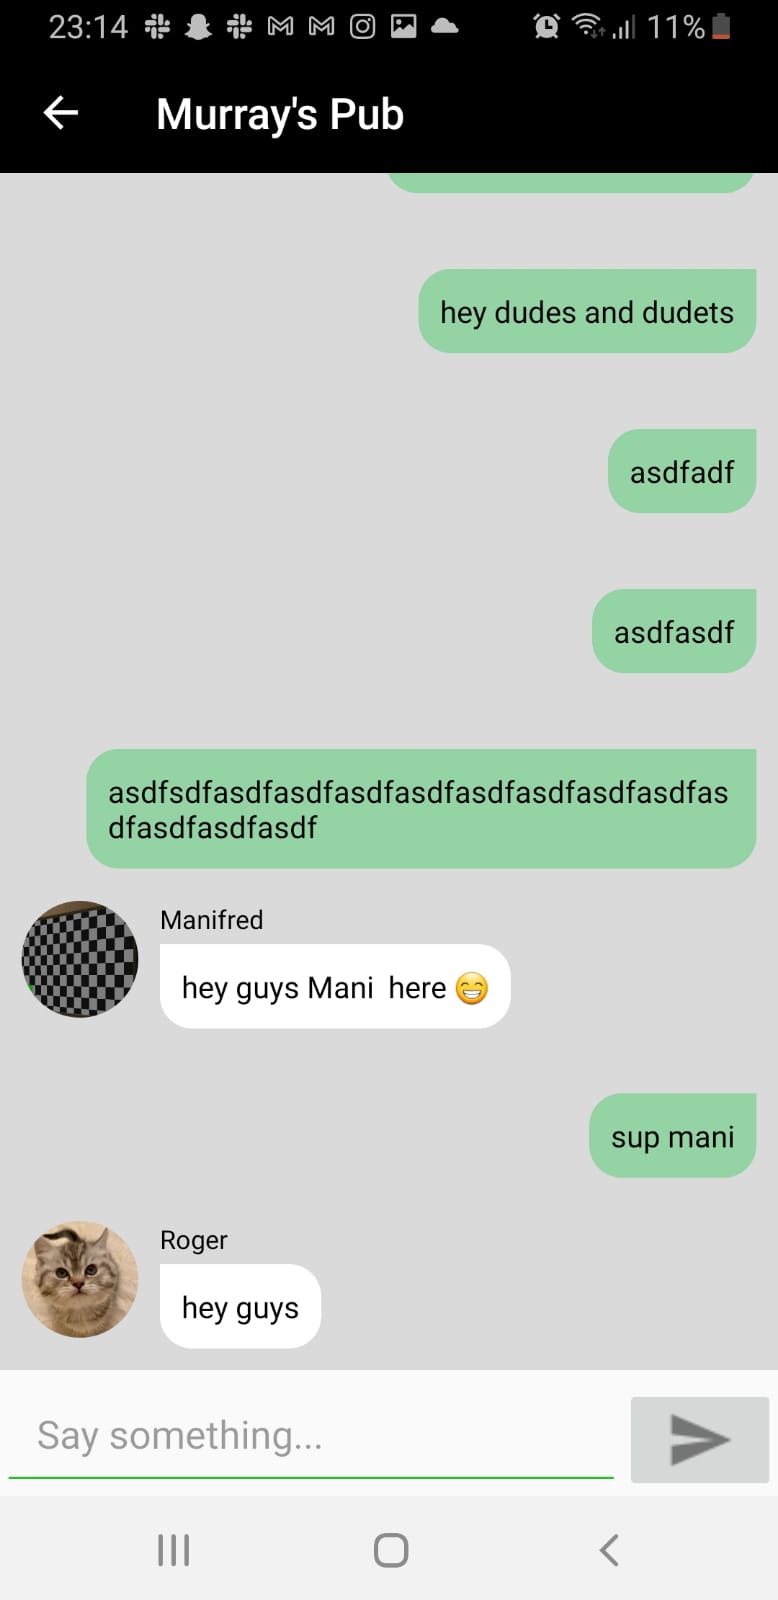 23:14
11%
Murray's Pub
hey dudes and dudets
asdfadf
asdfasdf
asdfsdfasdfasdfasdfasdfasdfasdfasdfasdfas
dfasdfasdfasdf
Manifred
hey guys Mani  here 😁
sup mani
Roger
hey guys
Say something...